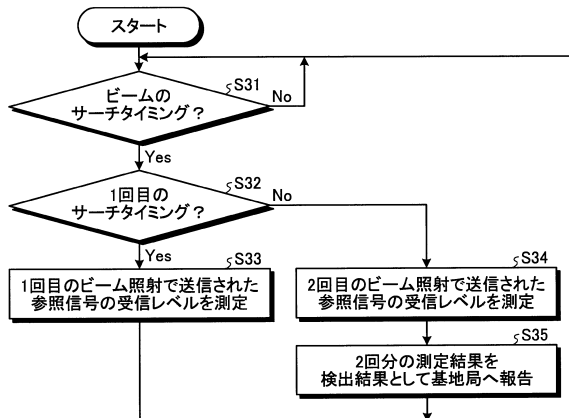 スタート
ビームの
サーチタイミング？
S31
No
Yes
1回目の
サーチタイミング？
S32
No
Yes
S33
1回目のビーム照射で送信された
参照信号の受信レベルを測定
S34
2回目のビーム照射で送信された
参照信号の受信レベルを測定
S35
2回分の測定結果を
検出結果として基地局へ報告